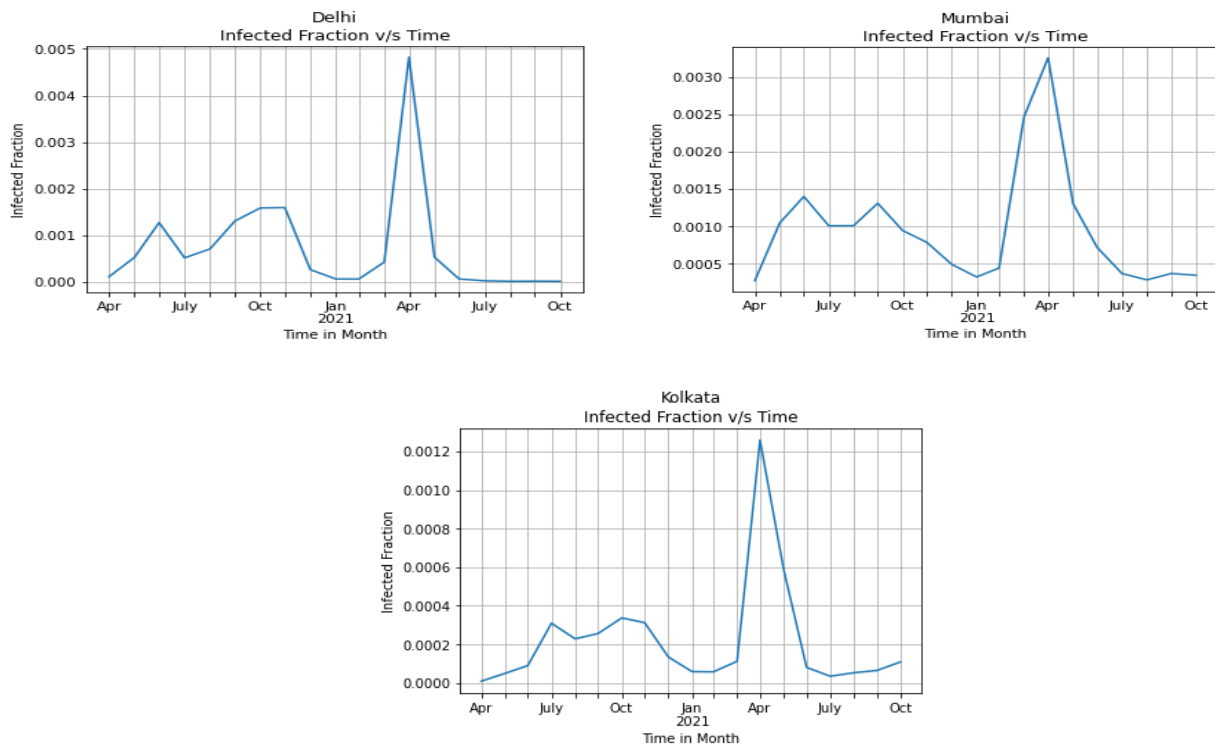 Delhi
Infected Fraction v/s Time
0.005
0.004
0.003
0.002
0.001
0.000
Infected Fraction
Apr July Oct Jan Apr July Oct
2021
Time in Month
Mumbai
Infected Fraction v/s Time
0.0030
0.0025
0.0020
0.0015
0.0010
0.0005
Infected Fraction
Apr July Oct Jan Apr July Oct
2021
Time in Month
Kolkata
Infected Fraction v/s Time
0.0012
0.0010
0.0008
0.0006
0.0004
0.0002
0.0000
Infected Fraction
Apr July Oct Jan Apr July Oct
2021
Time in Month